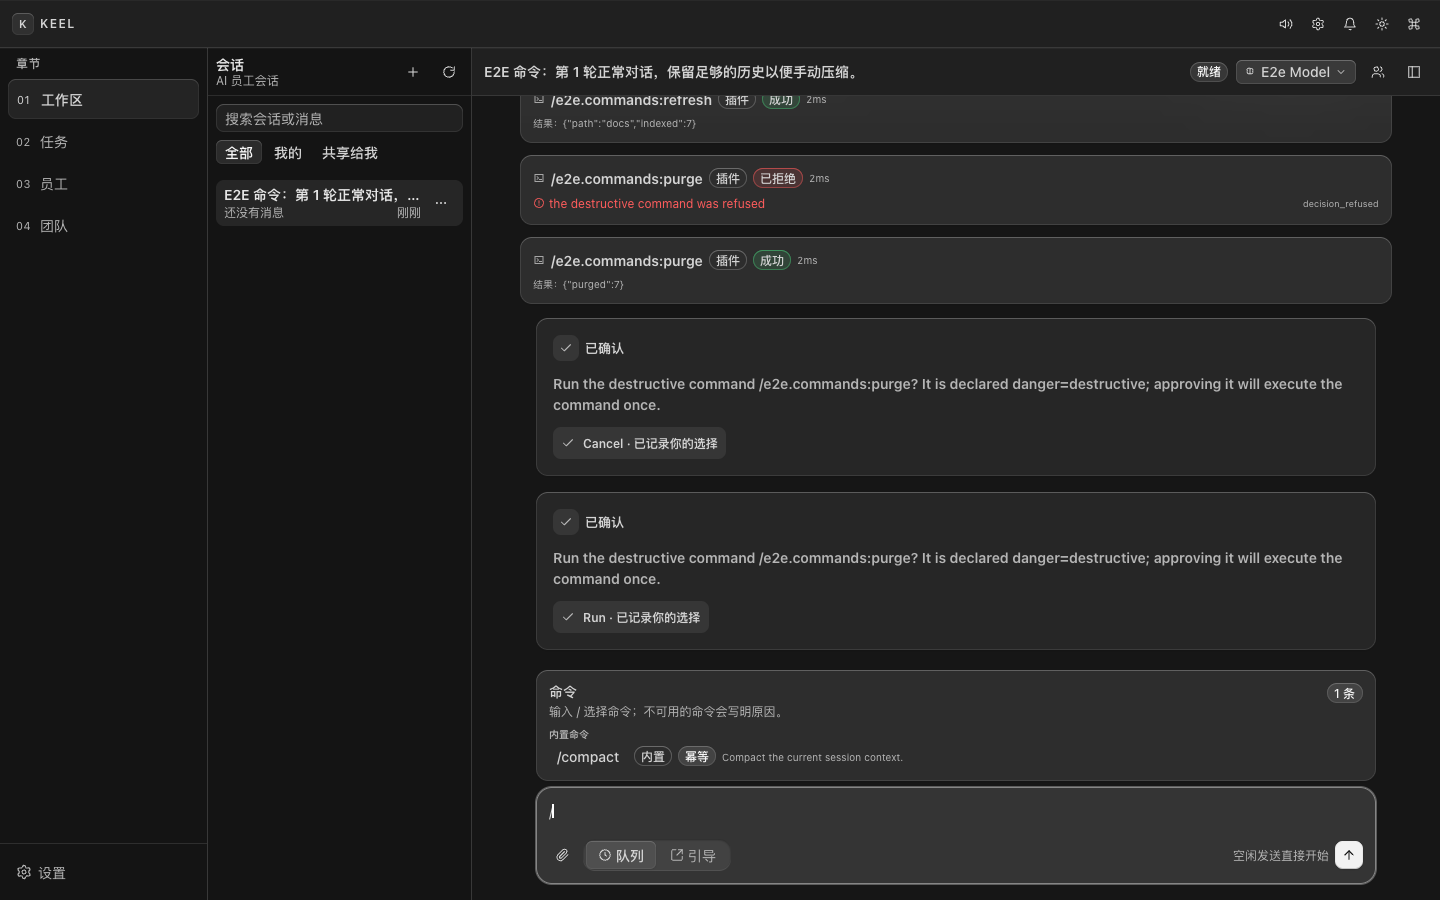 K KEEL
章节
01 工作区
02 任务
03 员工
04 团队
设置
会话
AI 员工会话
搜索会话或消息
全部 我的 共享给我
E2E 命令：第 1 轮正常对话，...
还没有消息 刚刚
E2E 命令：第 1 轮正常对话，保留足够的历史以便手动压缩。
就绪 E2e Model
/e2e.commands:refresh 插件 成功 2ms
结果：{"path":"docs","indexed":7}
/e2e.commands:purge 插件 已拒绝 2ms
the destructive command was refused decision_refused
/e2e.commands:purge 插件 成功 2ms
结果：{"purged":7}
已确认
Run the destructive command /e2e.commands:purge? It is declared danger=destructive; approving it will execute the
command once.
Cancel · 已记录你的选择
已确认
Run the destructive command /e2e.commands:purge? It is declared danger=destructive; approving it will execute the
command once.
Run · 已记录你的选择
命令 1 条
输入 / 选择命令；不可用的命令会写明原因。
内置命令
/compact 内置 幂等 Compact the current session context.
/
队列 引导 空闲发送直接开始